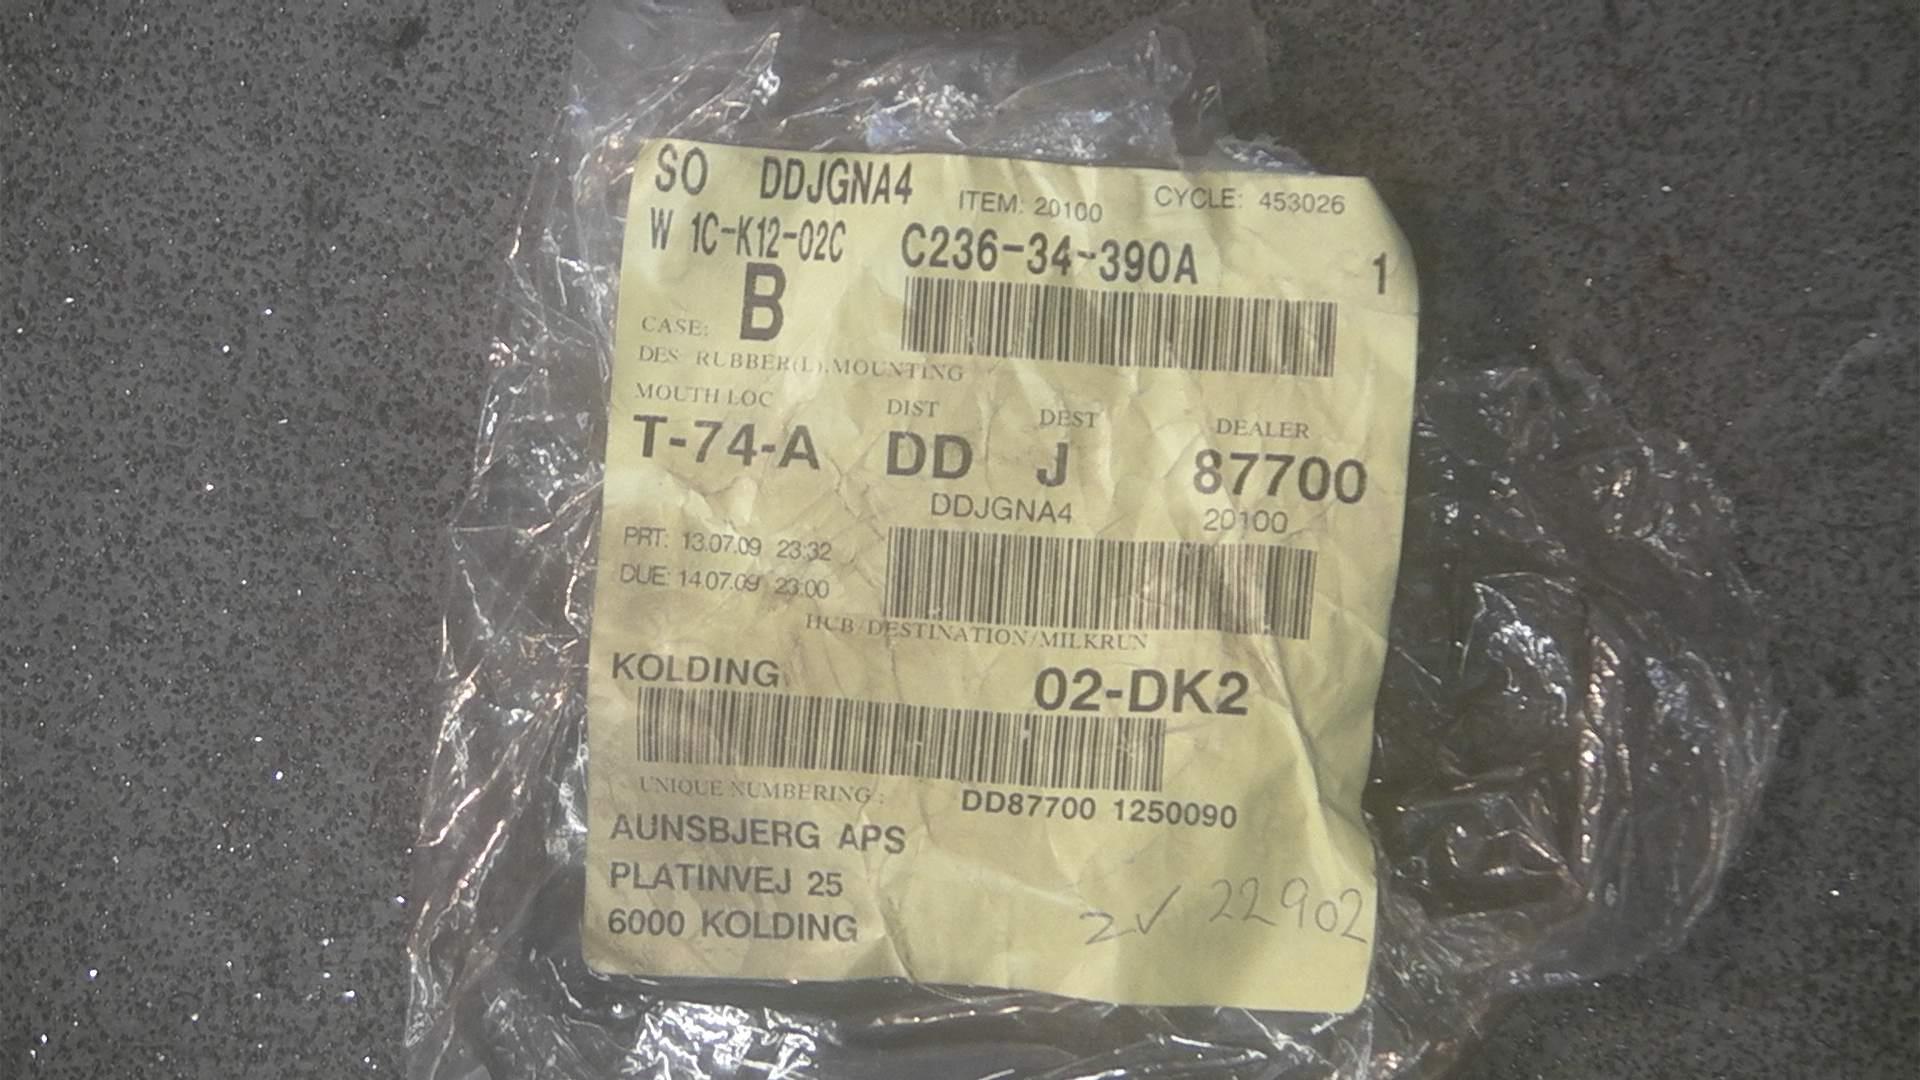 SO DDJGNA4 ITEM: 20100 CYCLE: 453026
W 1C-K12-02C C236-34-390A 1
CASE: B
DES RUBBER(L),MOUNTING
MOUTH LOC DIST DEST DEALER
T-74-A DD J 87700
DDJGNA4 20100
PRT: 13.07.09 23:32
DUE: 14.07.09 23:00
HUB/DESTINATION/MILKRUN
KOLDING 02-DK2
UNIQUE NUMBERING: DD87700 1250090
AUNSBJERG APS
PLATINVEJ 25
6000 KOLDING
22902